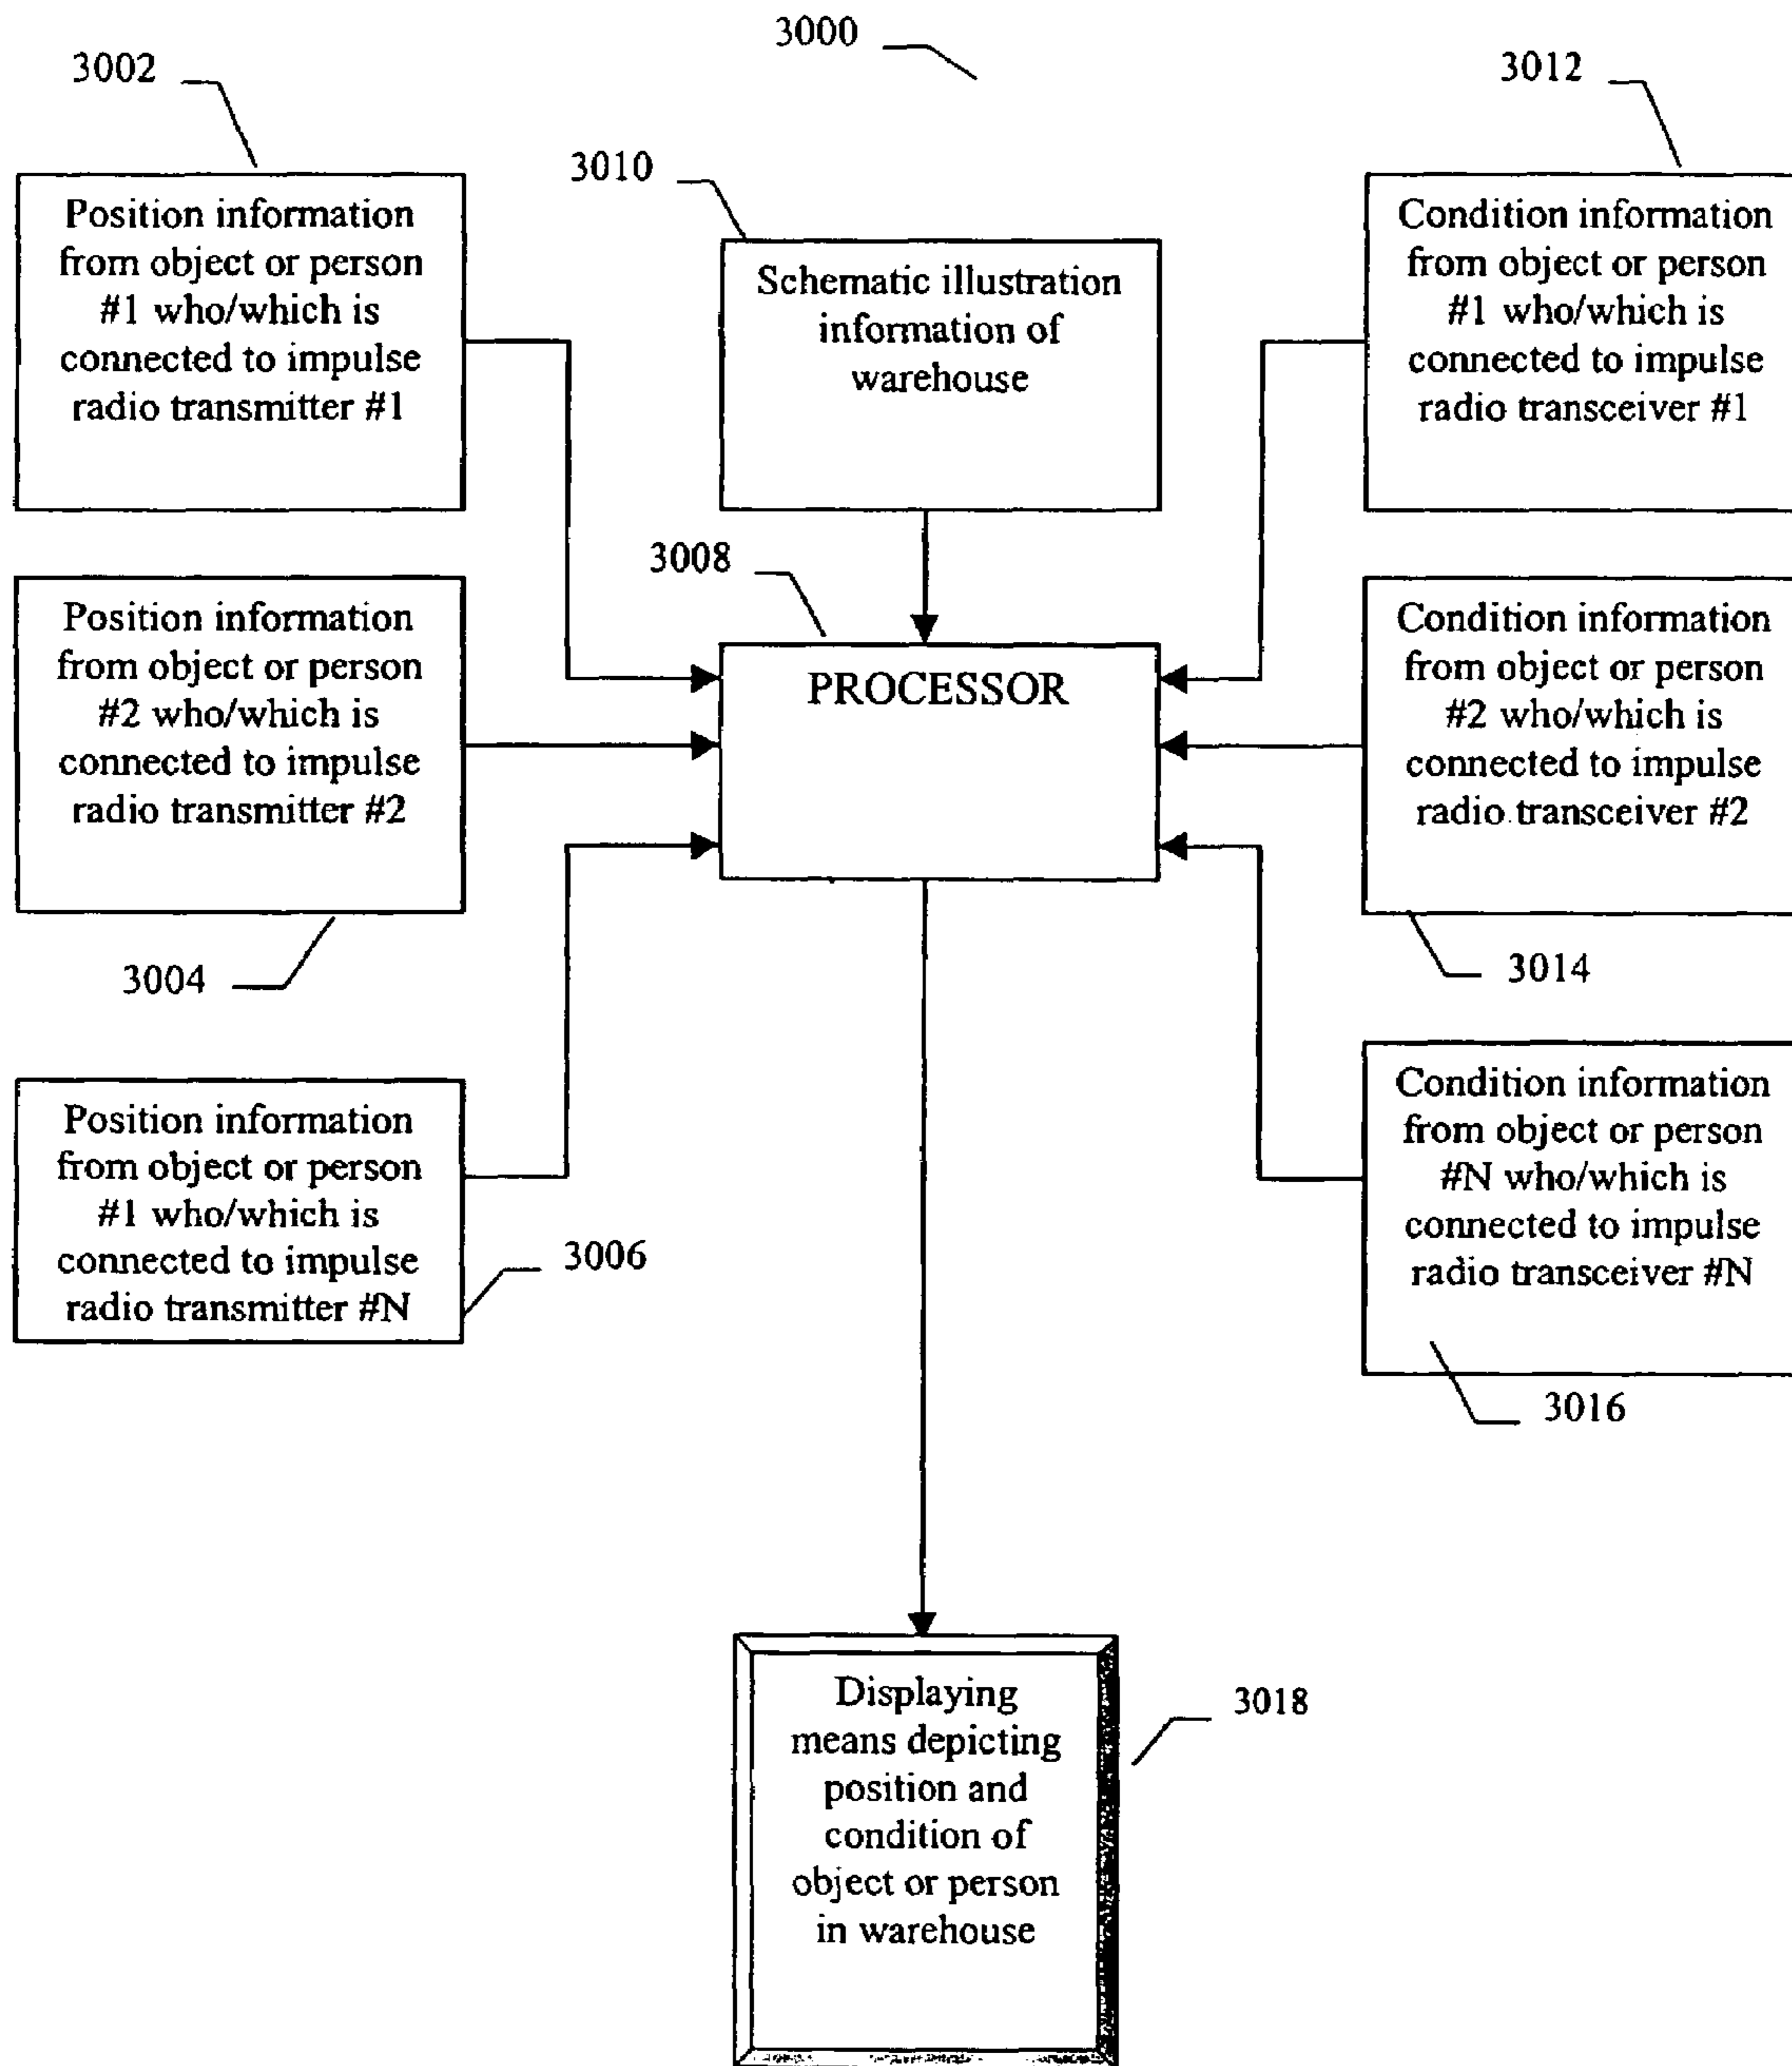 3000
3002
3012
3010
Position information
from object or person
#1 who/which is
connected to impulse
radio transmitter #1
Schematic illustration
information of
warehouse
Condition information
from object or person
#1 who/which is
connected to impulse
radio transceiver #1
3008
Position information
from object or person
#2 who/which is
connected to impulse
radio transmitter #2
PROCESSOR
Condition information
from object or person
#2 who/which is
connected to impulse
radio transceiver #2
3004
3014
Position information
from object or person
#1 who/which is
connected to impulse
radio transmitter #N
3006
Condition information
from object or person
#N who/which is
connected to impulse
radio transceiver #N
3016
Displaying
means depicting
position and
condition of
object or person
in warehouse
3018